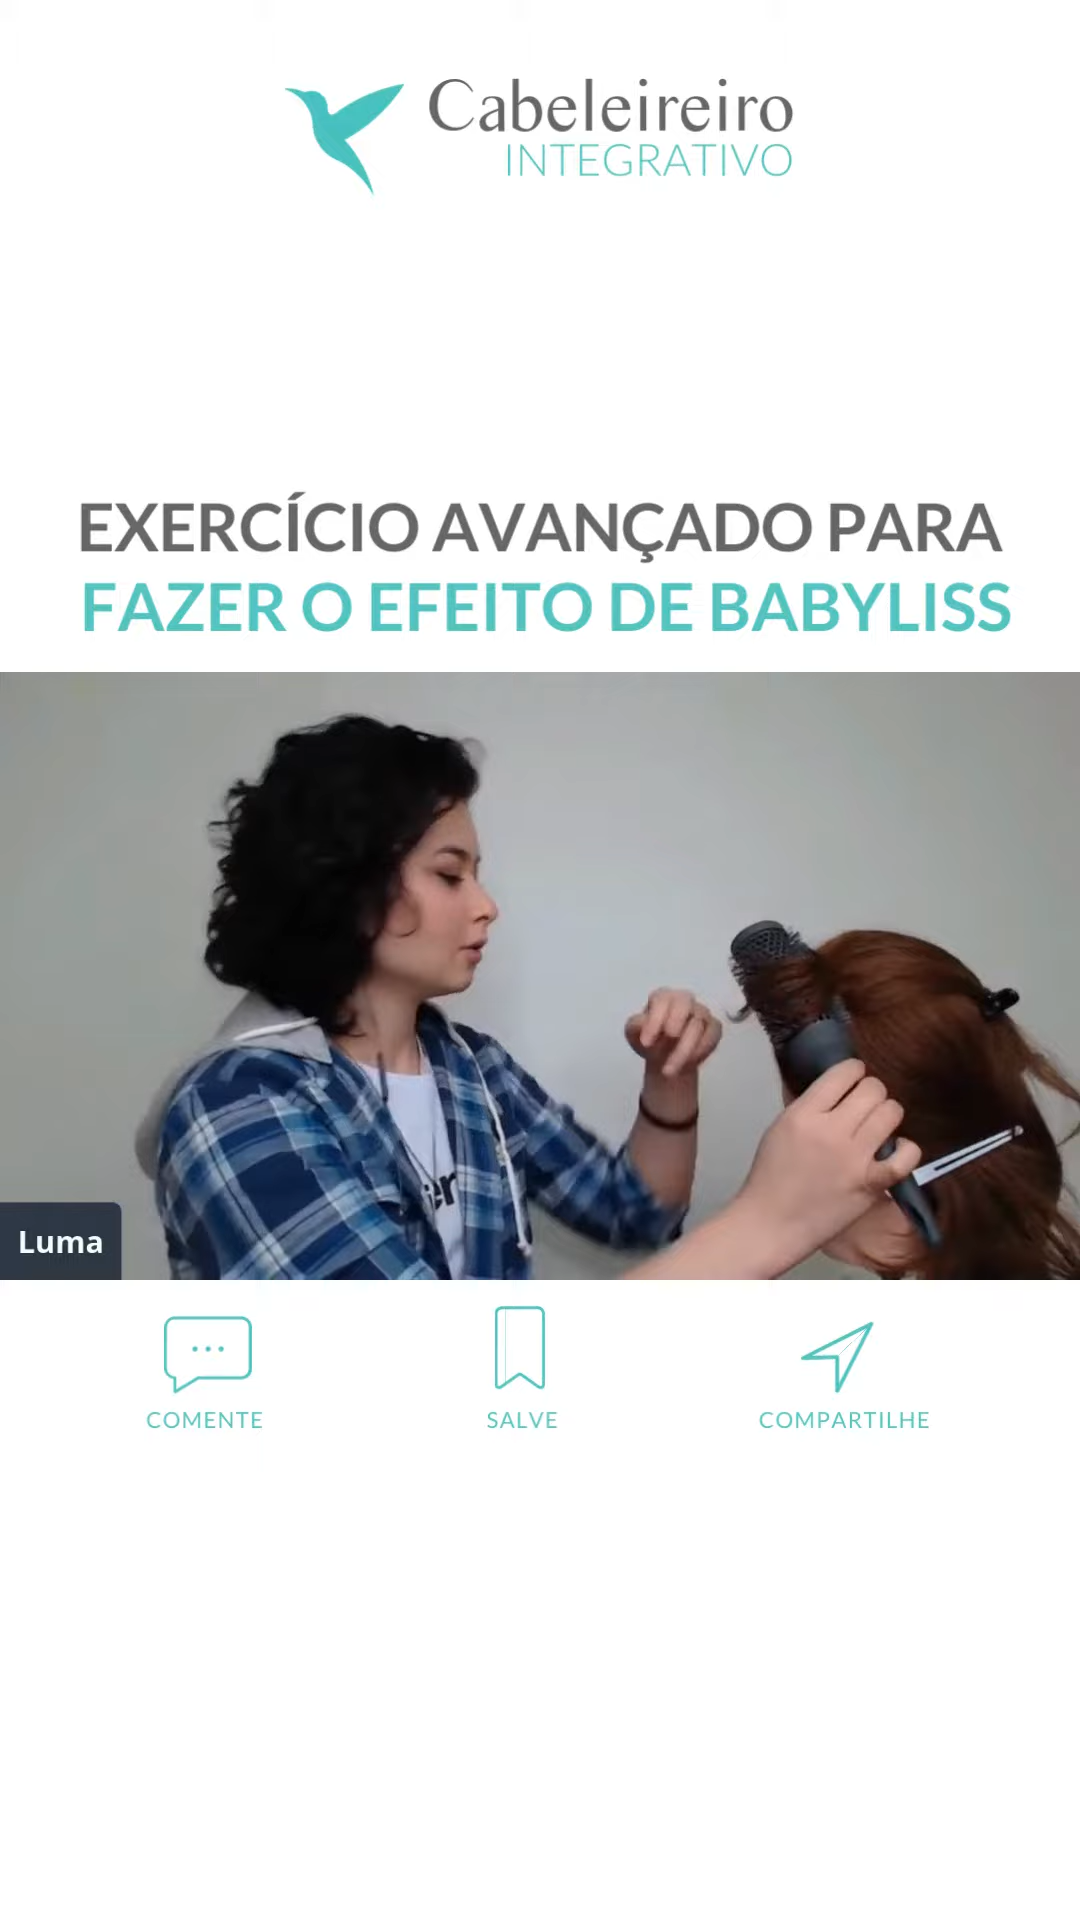 Cabeleireiro
INTEGRATIVO
EXERCÍCIO AVANÇADO PARA
FAZER O EFEITO DE BABYLISS
Luma
COMENTE
SALVE
COMPARTILHE